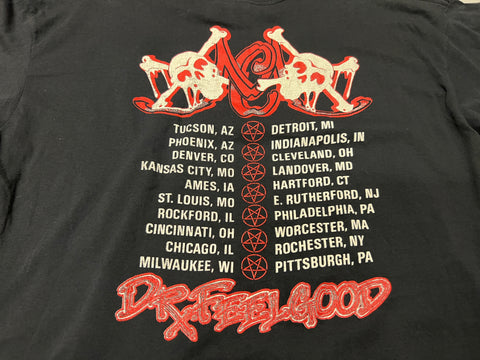 MC
TUCSON, AZ DETROIT, MI
PHOENIX, AZ INDIANAPOLIS, IN
DENVER, CO CLEVELAND, OH
KANSAS CITY, MO LANDOVER, MD
AMES, IA HARTFORD, CT
ST. LOUIS, MO E. RUTHERFORD, NJ
ROCKFORD, IL PHILADELPHIA, PA
CINCINNATI, OH WORCESTER, MA
CHICAGO, IL ROCHESTER, NY
MILWAUKEE, WI PITTSBURGH, PA
DR. FEELGOOD